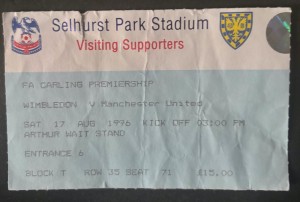 Selhurst Park Stadium
Visiting Supporters
FA CARLING PREMIERSHIP
WIMBLEDON V Manchester United
SAT 17 AUG 1996 KICK OFF 03:00 PM
ARTHUR WAIT STAND
ENTRANCE 6
BLOCK T ROW 35 SEAT 71 £15.00